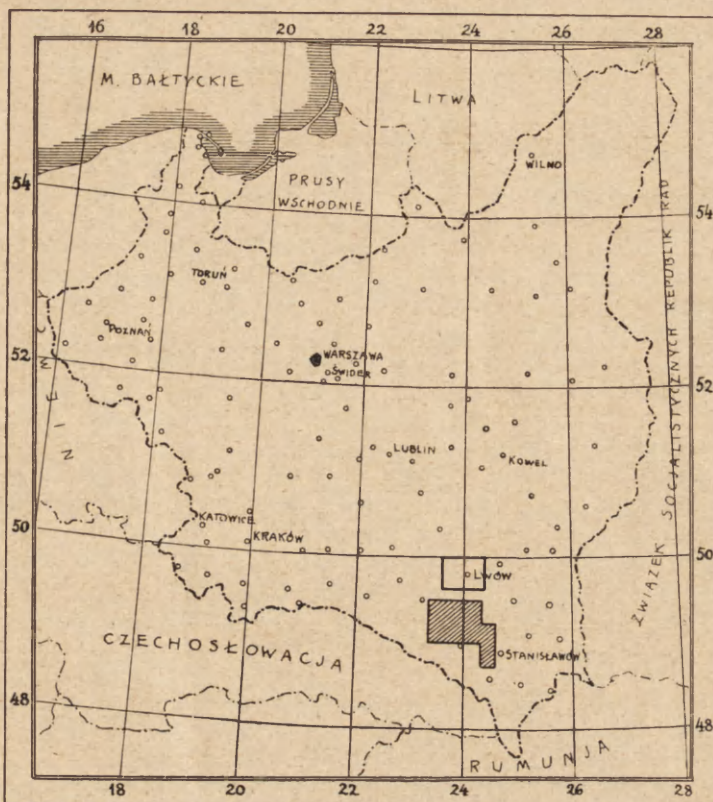 16 18 20 22 24 26 28
M. BAŁTYCKIE
LITWA
WILNO
54
54
PRUSY
WSCHODNIE
TORUŃ
POZNAŃ
WARSZAWA
ŚWIDER
52
52
NIEMCY
ZWIĄZEK SOCJALISTYCZNYCH REPUBLIK RAD
LUBLIN
KOWEL
KATOWICE
KRAKÓW
50
50
LWÓW
CZECHOSŁOWACJA
STANISŁAWÓW
48
48
RUMUNJA
18 20 22 24 26 28